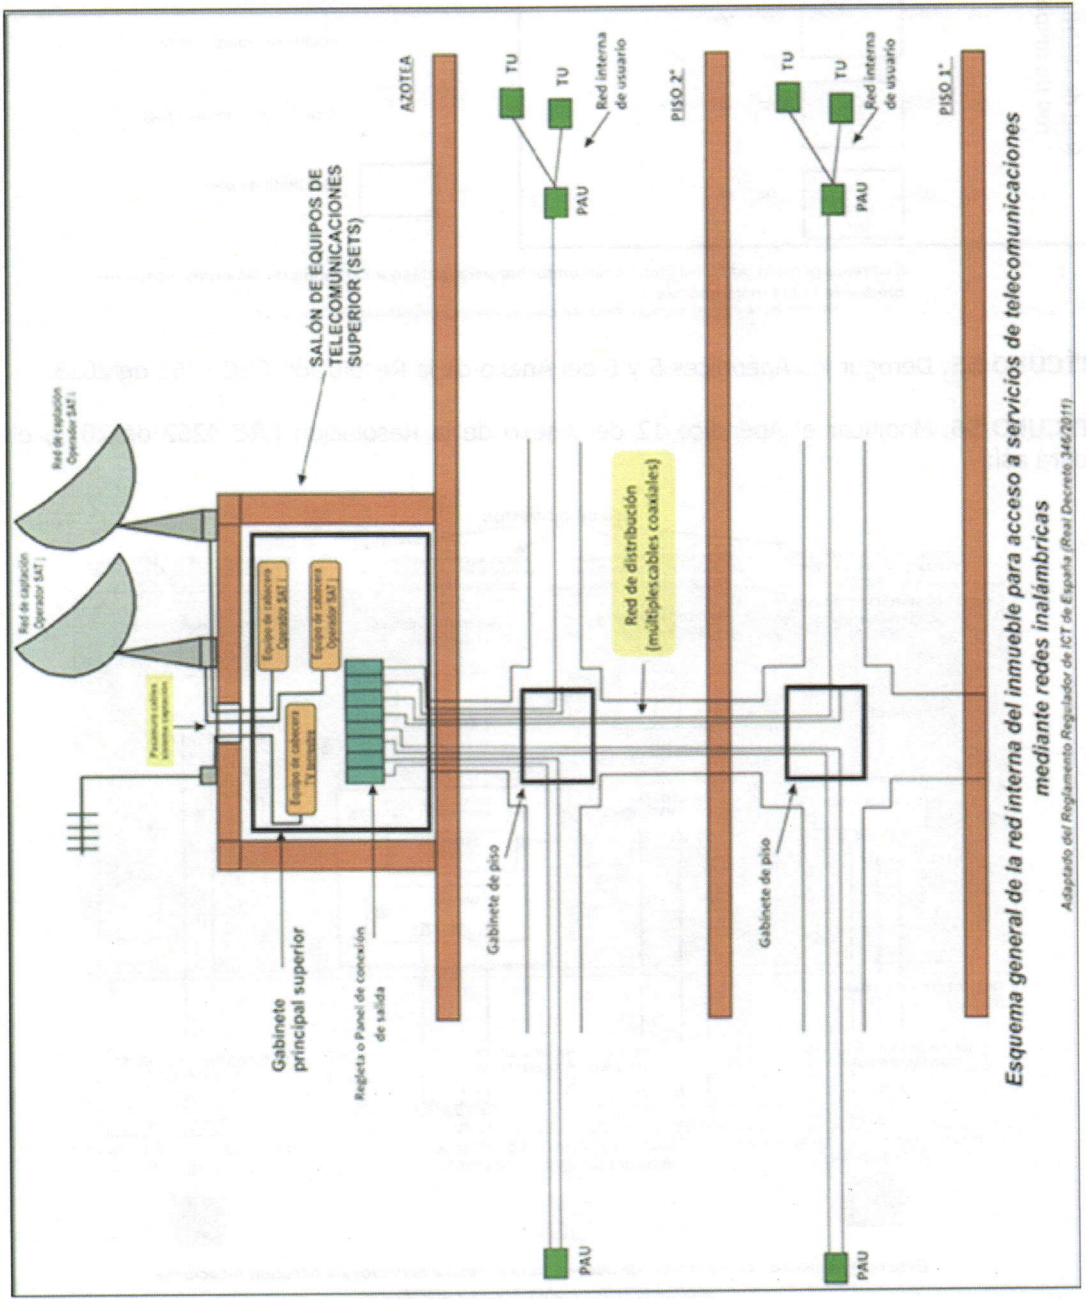 Red de captación
Operador SAT i
Red de captación
Operador SAT j
SALÓN DE EQUIPOS DE
TELECOMUNICACIONES
SUPERIOR (SETS)
Pasamuro cables
sistema captación
Equipo de cabecera
Operador SAT i
Equipo de cabecera
Operador SAT j
Equipo de cabecera
TV terrestre
Gabinete
principal superior
Regleta o Panel de conexión
de salida
AZOTEA
TU
TU
Red interna
de usuario
PAU
PAU
Gabinete de piso
Red de distribución
(múltiplescables coaxiales)
PISO 2°
TU
TU
Red interna
de usuario
PAU
PAU
Gabinete de piso
PISO 1°
Esquema general de la red interna del inmueble para acceso a servicios de telecomunicaciones
mediante redes inalámbricas
Adaptado del Reglamento Regulador de ICT de España (Real Decreto 346/2011)